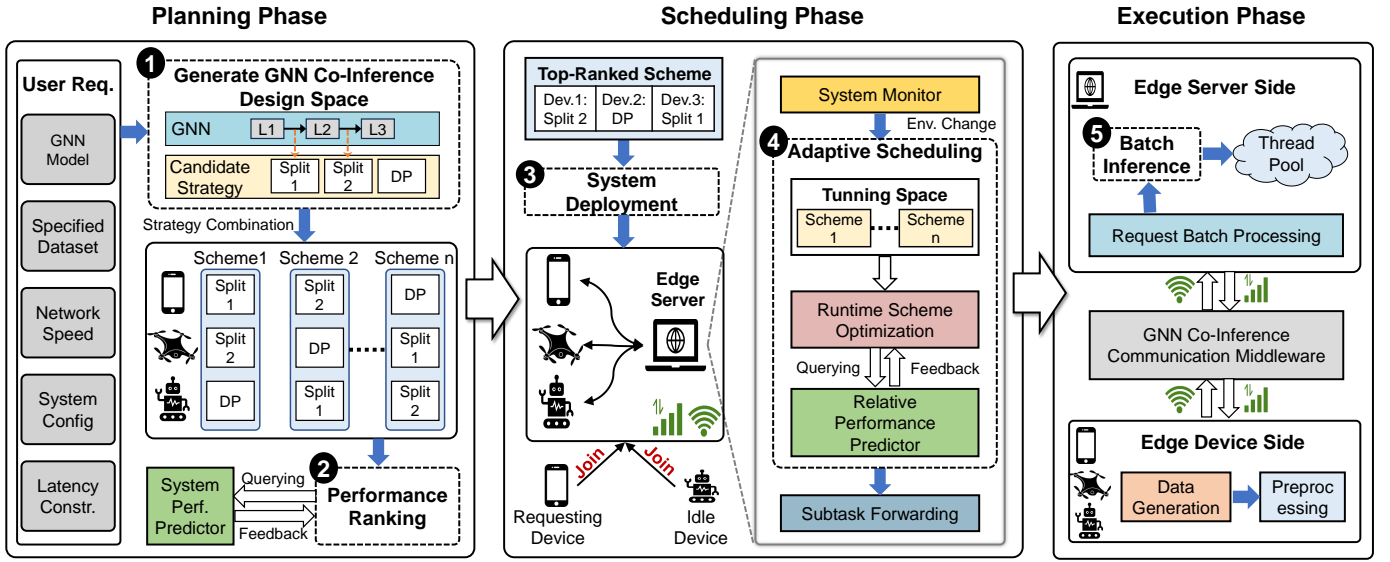 Planning Phase
User Req.
GNN
Model
Specified
Dataset
Network
Speed
System
Config
Latency
Constr.
1
Generate GNN Co-Inference
Design Space
GNN
L1
L2
L3
Candidate
Strategy
Split
1
Split
2
DP
Strategy Combination
Scheme1
Scheme 2
Scheme n
Split
1
Split
2
DP
Split
2
DP
Split
1
DP
Split
1
Split
2
2
Performance
Ranking
System
Perf.
Predictor
Querying
Feedback
Scheduling Phase
Top-Ranked Scheme
Dev.1:
Split 2
Dev.2:
DP
Dev.3:
Split 1
3
System
Deployment
Edge
Server
Join
Join
Requesting
Device
Idle
Device
System Monitor
Env. Change
4
Adaptive Scheduling
Tunning Space
Scheme
1
Scheme
n
Runtime Scheme
Optimization
Querying
Feedback
Relative
Performance
Predictor
Subtask Forwarding
Execution Phase
Edge Server Side
5
Batch
Inference
Thread
Pool
Request Batch Processing
GNN Co-Inference
Communication Middleware
Edge Device Side
Data
Generation
Preproc
essing